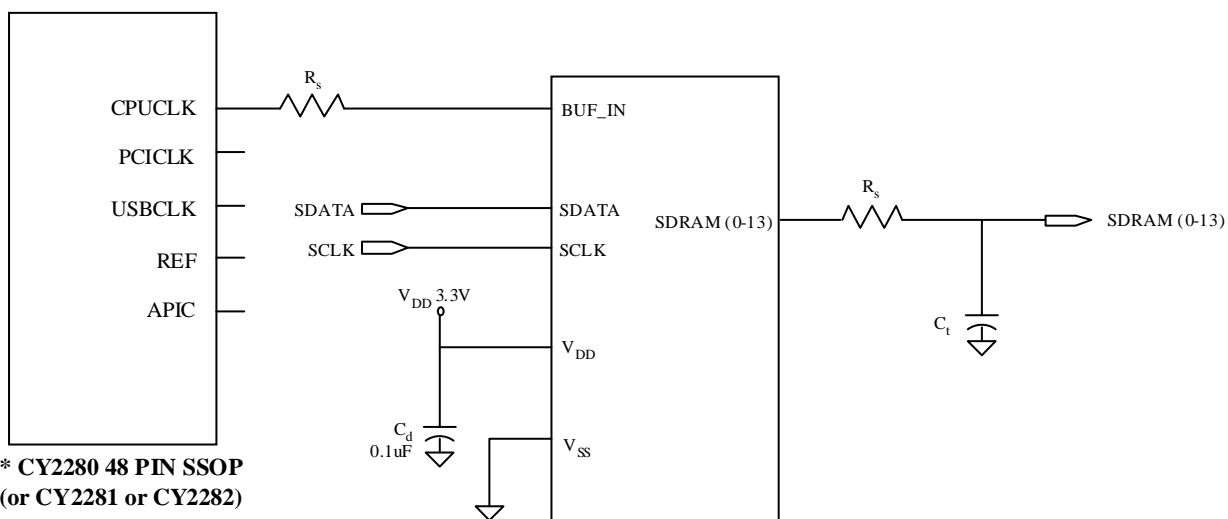 CPUCLK
PCICLK
USBCLK
REF
APIC
* CY2280 48 PIN SSOP
(or CY2281 or CY2282)
Rs
SDATA
SCLK
VDD 3.3V
Cd
0.1uF
BUF_IN
SDATA
SCLK
VDD
VSS
SDRAM (0-13)
Rs
SDRAM (0-13)
Ct